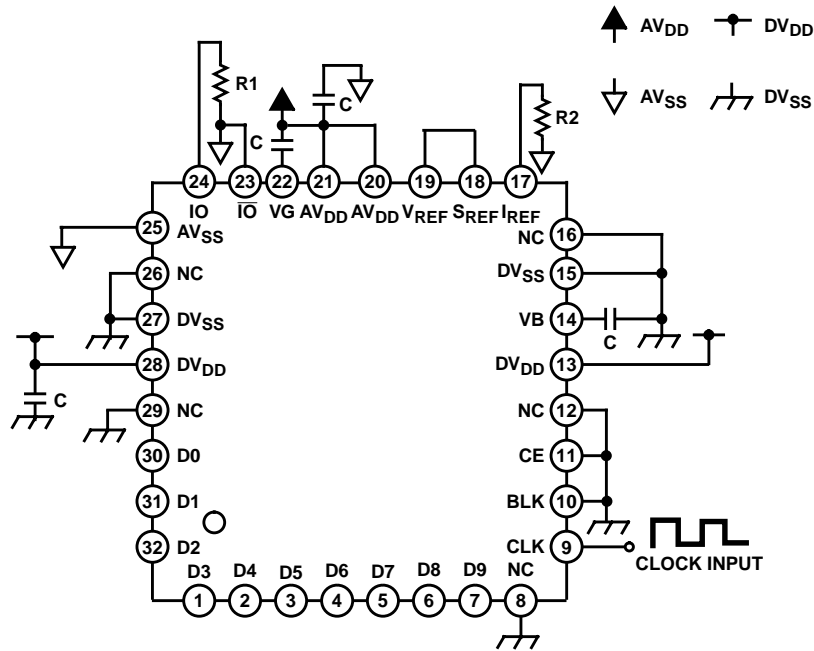 AVDD DVDD
AVSS DVSS
R1
C
C
R2
24 23 22 21 20 19 18 17
IO IO VG AVDD AVDD VREF SREF IREF
25 AVSS
26 NC
27 DVSS
28 DVDD
C
29 NC
30 D0
31 D1
32 D2
NC 16
DVSS 15
VB 14
C
DVDD 13
NC 12
CE 11
BLK 10
CLK 9
CLOCK INPUT
D3 D4 D5 D6 D7 D8 D9 NC
1 2 3 4 5 6 7 8